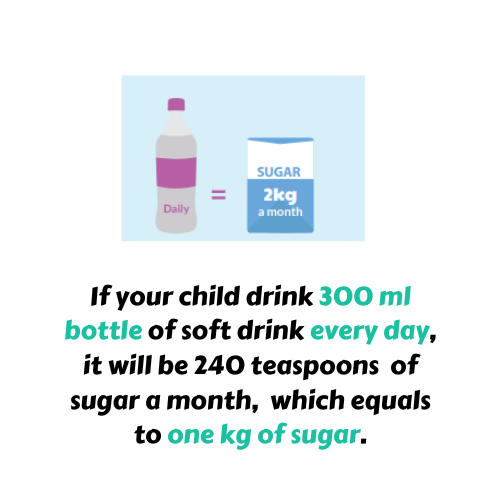 SUGAR
2kg
a month
Daily
=
If your child drink 300 ml
bottle of soft drink every day,
it will be 240 teaspoons of
sugar a month, which equals
to one kg of sugar.